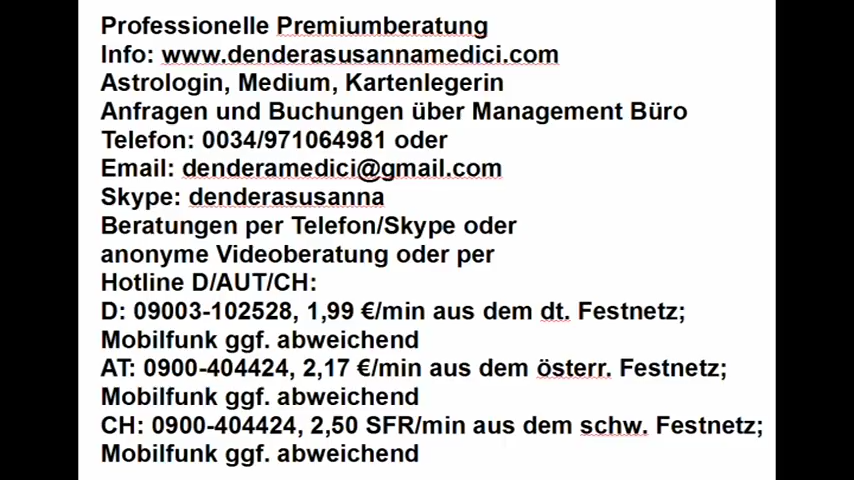 Professionelle Premiumberatung
Info: www.denderasusannamedici.com
Astrologin, Medium, Kartenlegerin
Anfragen und Buchungen über Management Büro
Telefon: 0034/971064981 oder
Email: denderamedici@gmail.com
Skype: denderasusanna
Beratungen per Telefon/Skype oder
anonyme Videoberatung oder per
Hotline D/AUT/CH:
D: 09003-102528, 1,99 €/min aus dem dt. Festnetz;
Mobilfunk ggf. abweichend
AT: 0900-404424, 2,17 €/min aus dem österr. Festnetz;
Mobilfunk ggf. abweichend
CH: 0900-404424, 2,50 SFR/min aus dem schw. Festnetz;
Mobilfunk ggf. abweichend